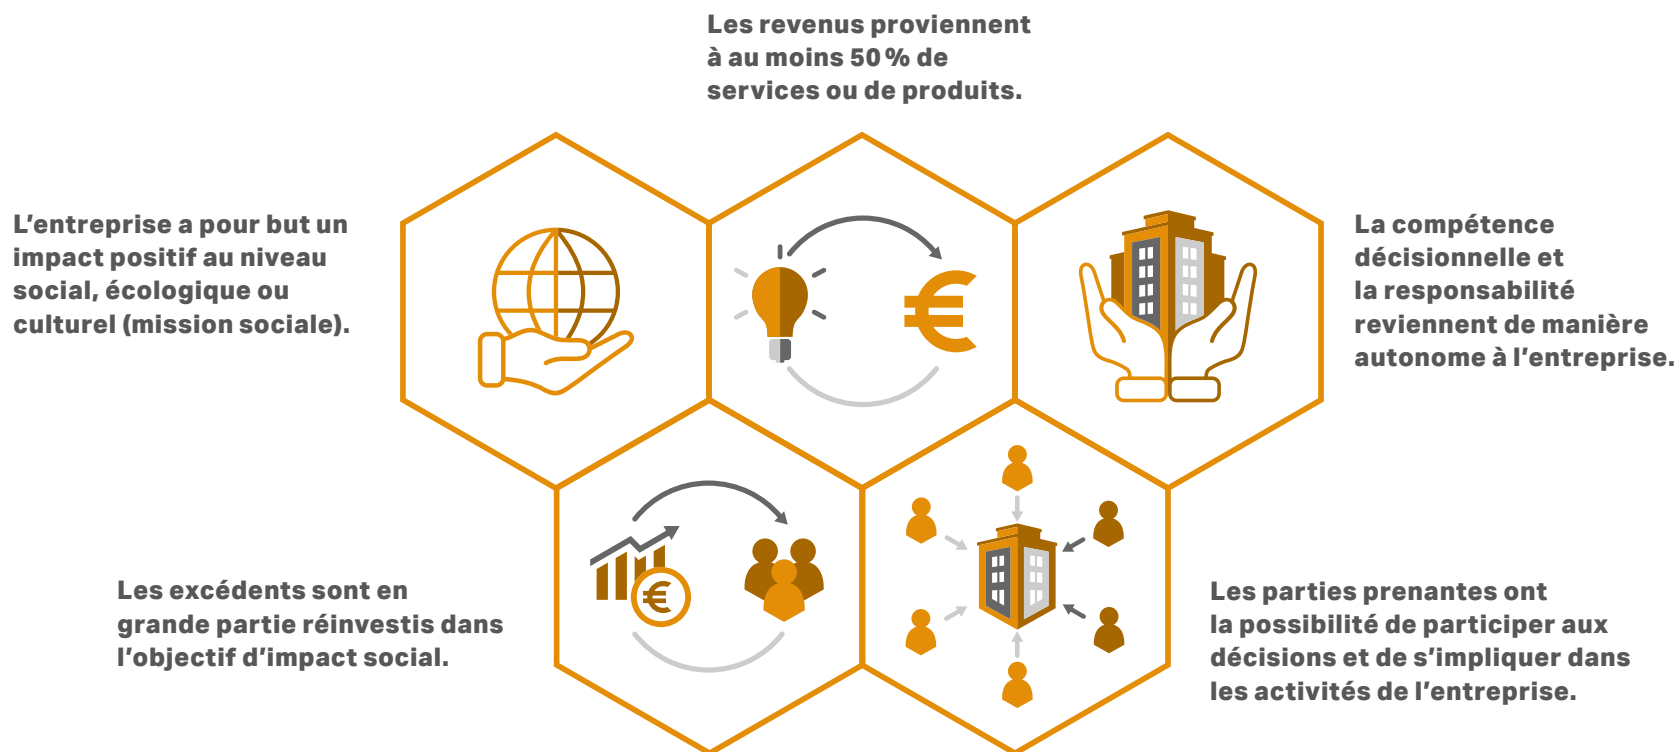 Les revenus proviennent
à au moins 50 % de
services ou de produits.
L’entreprise a pour but un
impact positif au niveau
social, écologique ou
culturel (mission sociale).
La compétence
décisionnelle et
la responsabilité
reviennent de manière
autonome à l’entreprise.
Les excédents sont en
grande partie réinvestis dans
l’objectif d’impact social.
Les parties prenantes ont
la possibilité de participer aux
décisions et de s’impliquer dans
les activités de l’entreprise.